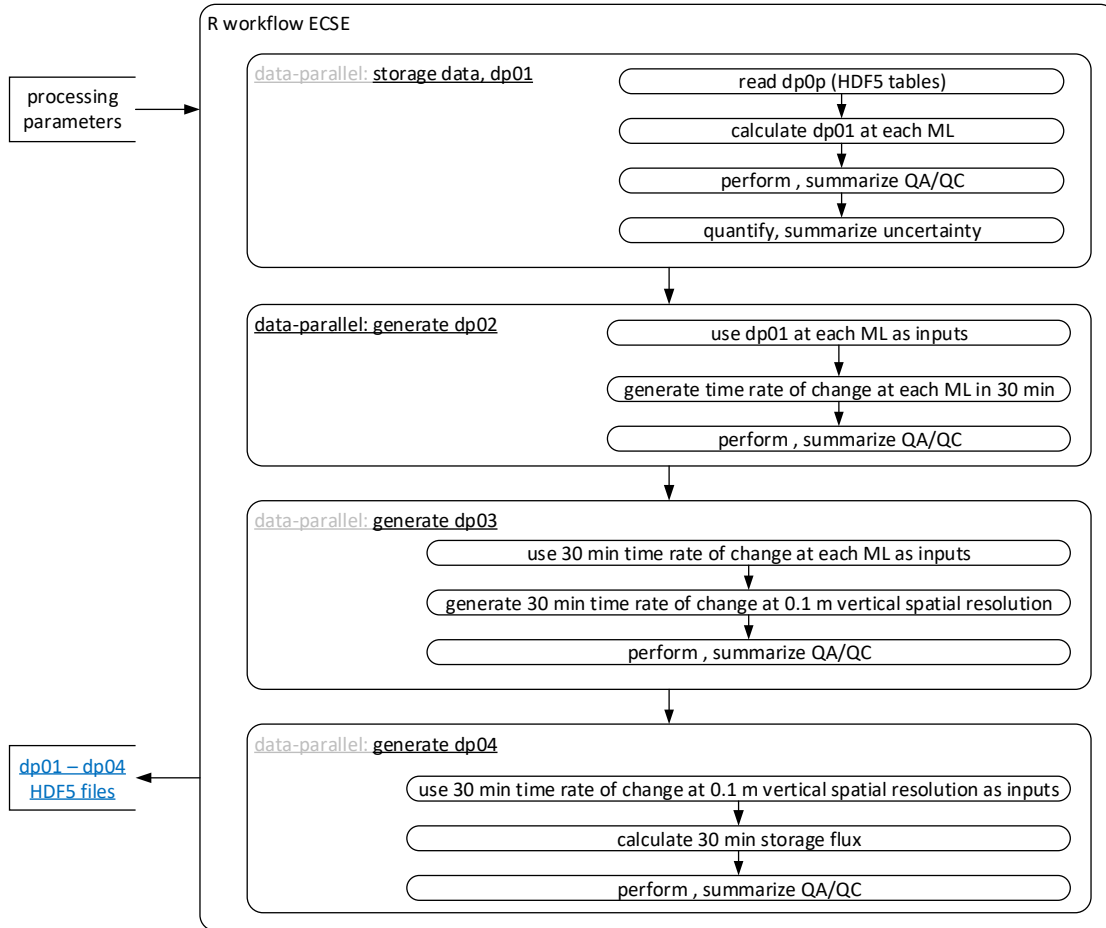 R workflow ECSE
processing
parameters
data-parallel: storage data, dp01
read dp0p (HDF5 tables)
calculate dp01 at each ML
perform , summarize QA/QC
quantify, summarize uncertainty
data-parallel: generate dp02
use dp01 at each ML as inputs
generate time rate of change at each ML in 30 min
perform , summarize QA/QC
data-parallel: generate dp03
use 30 min time rate of change at each ML as inputs
generate 30 min time rate of change at 0.1 m vertical spatial resolution
perform , summarize QA/QC
data-parallel: generate dp04
use 30 min time rate of change at 0.1 m vertical spatial resolution as inputs
calculate 30 min storage flux
perform , summarize QA/QC
dp01 – dp04
HDF5 files